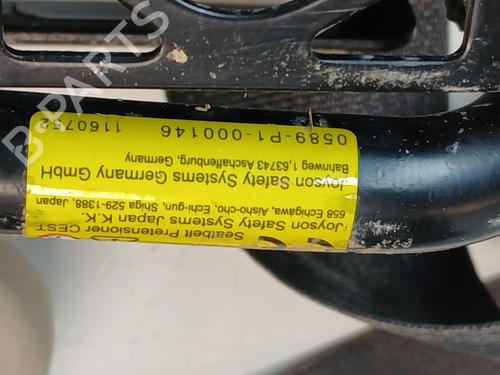 Seatbelt Pretensioner CEST
Joyson Safety Systems Japan K.K.
658 Echigawa, Aisho-cho, Echi-gun, Shiga 529-1388, Japan
Joyson Safety Systems Germany GmbH
Bahnweg 1,63743 Aschaffenburg, Germany
0589-P1-000146 1160752
B-PARTS